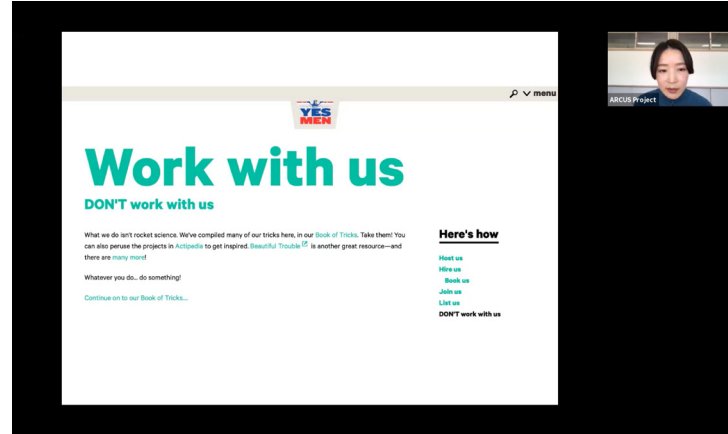 menu
YES
MEN
Work with us
DON'T work with us
What we do isn't rocket science. We've compiled many of our tricks here, in our Book of Tricks. Take them! You
can also peruse the projects in Actipedia to get inspired. Beautiful Trouble is another great resource—and
there are many more!
Whatever you do... do something!
Continue on to our Book of Tricks...
Here's how
Host us
Hire us
Book us
Join us
List us
DON'T work with us
ARCUS Project